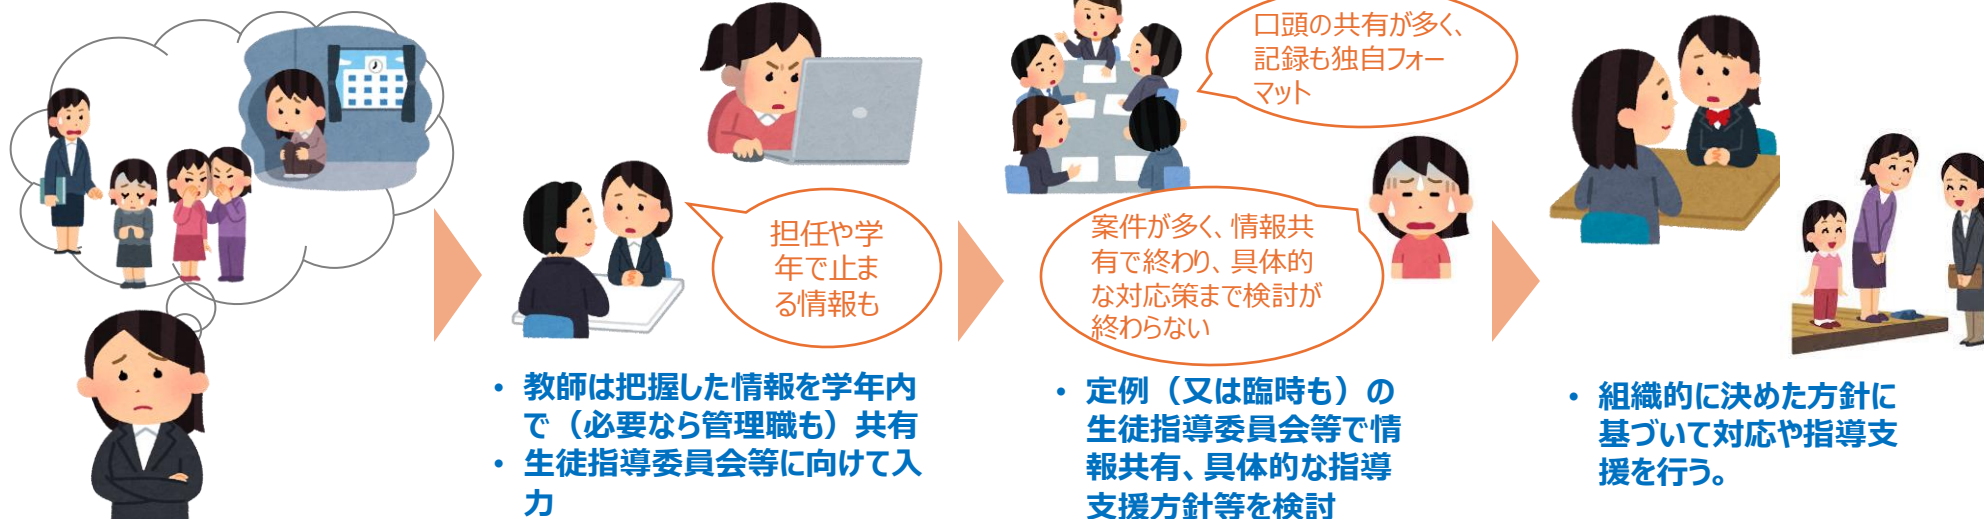 口頭の共有が多く、
記録も独自フォー
マット
担任や学
年で止ま
る情報も
案件が多く、情報共
有で終わり、具体的
な対応策まで検討が
終わらない
• 教師は把握した情報を学年内
で（必要なら管理職も）共有
• 生徒指導委員会等に向けて入
力
• 定例（又は臨時も）の
生徒指導委員会等で情
報共有、具体的な指導
支援方針等を検討
• 組織的に決めた方針に
基づいて対応や指導支
援を行う。